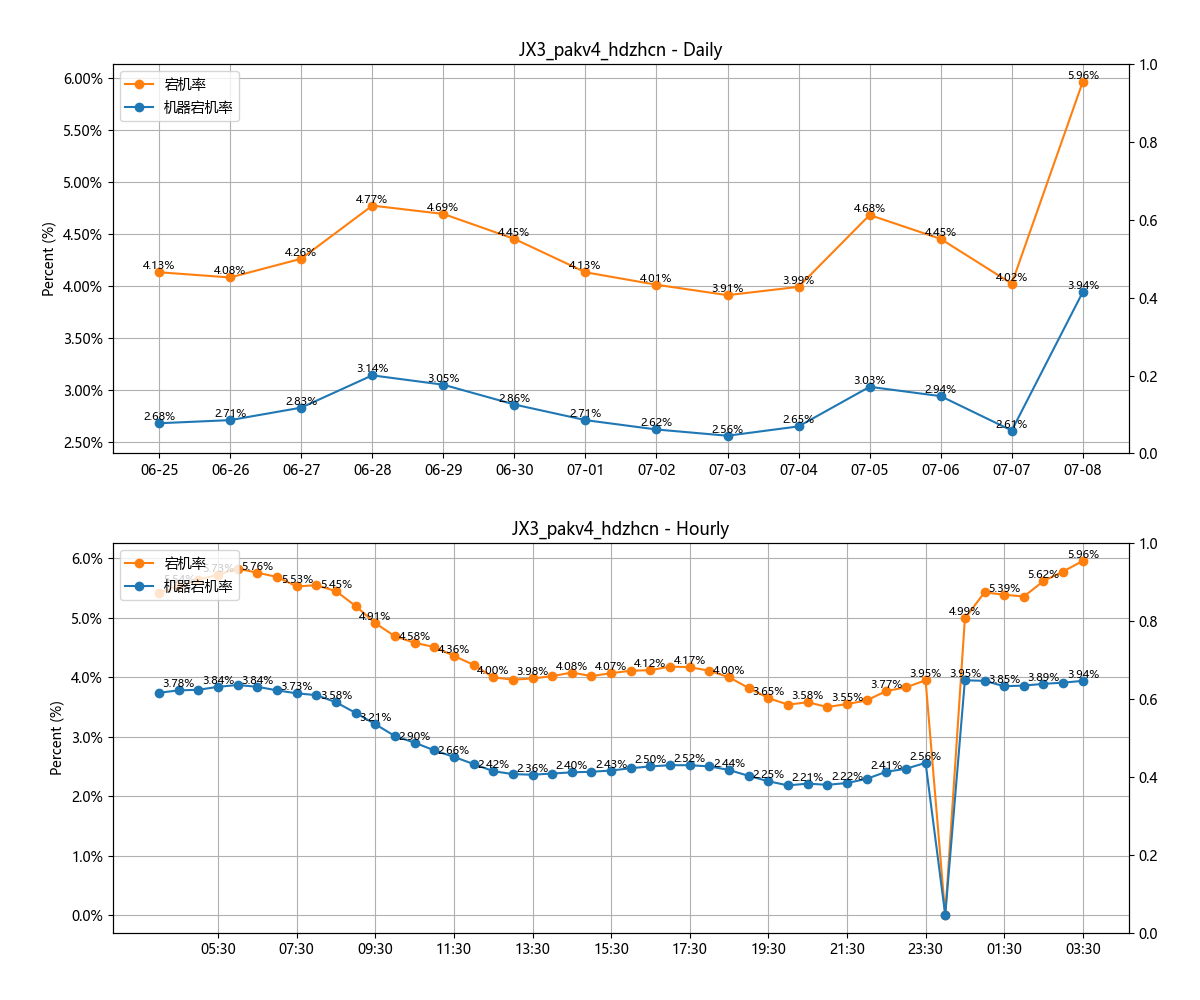 JX3_pakv4_hdzhcn - Daily
宕机率
机器宕机率
Percent (%)
6.00%
5.50%
5.00%
4.50%
4.00%
3.50%
3.00%
2.50%
1.0
0.8
0.6
0.4
0.2
0.0
4.13% 4.08% 4.26% 4.77% 4.69% 4.45% 4.13% 4.01% 3.91% 3.99% 4.68% 4.45% 4.02% 5.96%
2.68% 2.71% 2.83% 3.14% 3.05% 2.86% 2.71% 2.62% 2.56% 2.65% 3.03% 2.94% 2.61% 3.94%
06-25 06-26 06-27 06-28 06-29 06-30 07-01 07-02 07-03 07-04 07-05 07-06 07-07 07-08
JX3_pakv4_hdzhcn - Hourly
宕机率
机器宕机率
Percent (%)
6.0%
5.0%
4.0%
3.0%
2.0%
1.0%
0.0%
1.0
0.8
0.6
0.4
0.2
0.0
5.73% 5.76% 5.53% 5.45% 4.91% 4.58% 4.36% 4.00% 3.98% 4.08% 4.07% 4.12% 4.17% 4.00% 3.65% 3.58% 3.55% 3.77% 3.95% 4.99% 5.39% 5.62% 5.96%
3.78% 3.84% 3.84% 3.73% 3.58% 3.21% 2.90% 2.66% 2.42% 2.36% 2.40% 2.43% 2.50% 2.52% 2.44% 2.25% 2.21% 2.22% 2.41% 2.56% 3.95% 3.85% 3.89% 3.94%
05:30 07:30 09:30 11:30 13:30 15:30 17:30 19:30 21:30 23:30 01:30 03:30